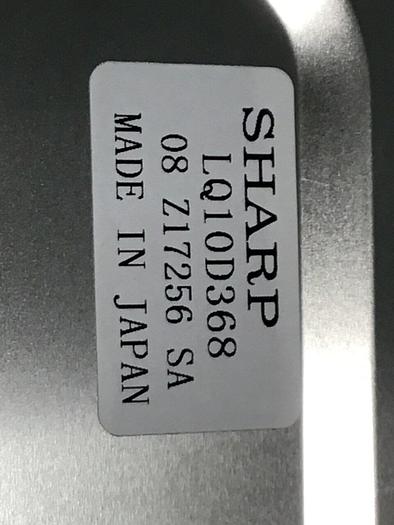 SHARP
LQ10D368
08 Z17256 SA
MADE IN JAPAN